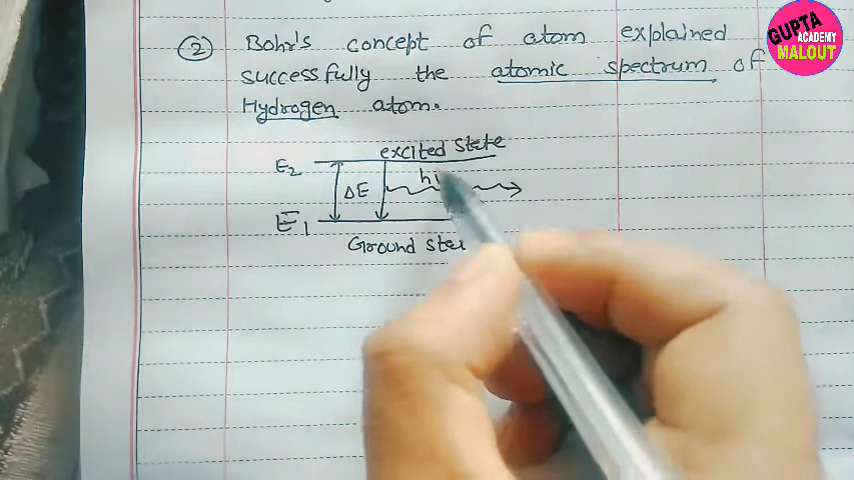 GUPTA
ACADEMY
MALOUT
② Bohr's concept of atom explained
successfully the atomic spectrum of
Hydrogen atom.
excited state
E₂
ΔE
E₁
Ground